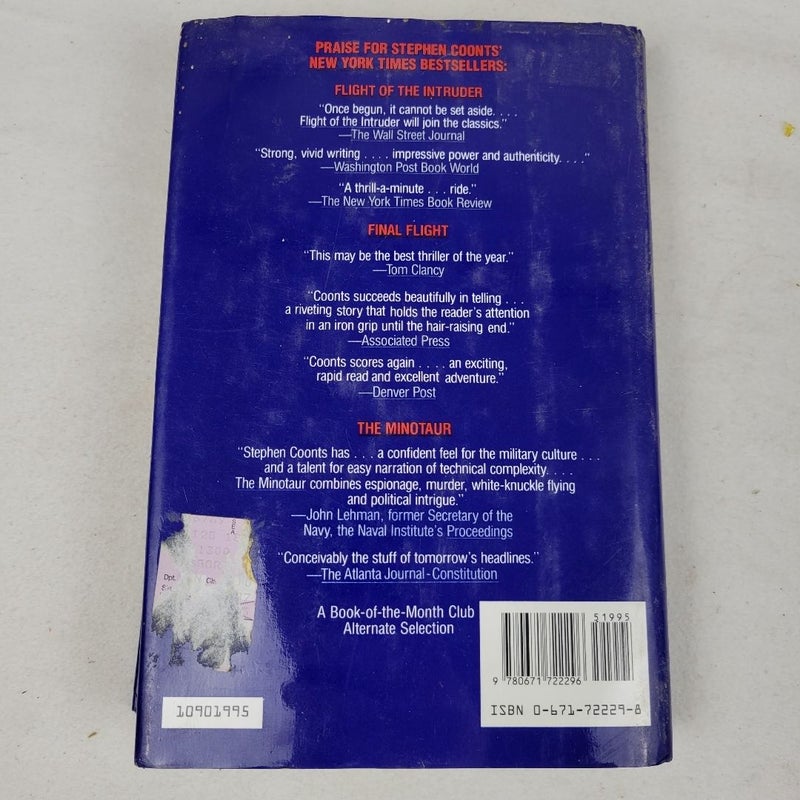 PRAISE FOR STEPHEN COONTS'
NEW YORK TIMES BESTSELLERS:
FLIGHT OF THE INTRUDER
"Once begun, it cannot be set aside. . . .
Flight of the Intruder will join the classics."
—The Wall Street Journal
"Strong, vivid writing . . . . impressive power and authenticity. . . ."
—Washington Post Book World
"A thrill-a-minute . . . ride."
—The New York Times Book Review
FINAL FLIGHT
"This may be the best thriller of the year."
—Tom Clancy
"Coonts succeeds beautifully in telling . . .
a riveting story that holds the reader's attention
in an iron grip until the hair-raising end."
—Associated Press
"Coonts scores again . . . . an exciting,
rapid read and excellent adventure."
—Denver Post
THE MINOTAUR
"Stephen Coonts has . . . a confident feel for the military culture . . .
and a talent for easy narration of technical complexity. . . .
The Minotaur combines espionage, murder, white-knuckle flying
and political intrigue."
—John Lehman, former Secretary of the
Navy, the Naval Institute's Proceedings
"Conceivably the stuff of tomorrow's headlines."
—The Atlanta Journal-Constitution
A Book-of-the-Month Club
Alternate Selection
Dpt.
51995
9 780671 722296
ISBN 0-671-72229-8
10901995